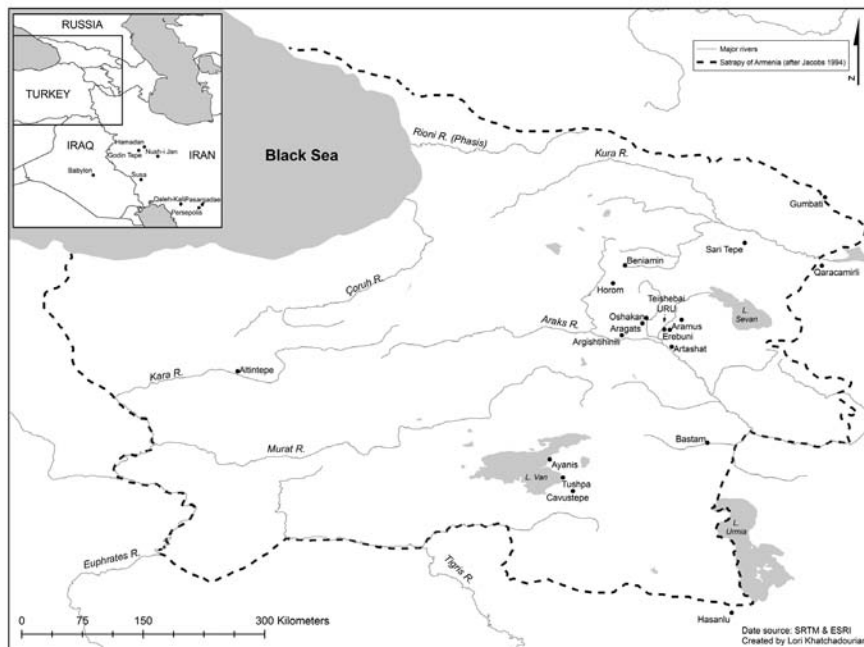 RUSSIA
TURKEY
IRAQ
IRAN
Hamadan
Godin Tepe
Nush-i Jan
Babylon
Susa
Daleh-Kali
Pasargadae
Persepolis
Major rivers
Satrapy of Armenia (after Jacobs 1994)
N
Black Sea
Rioni R. (Phasis)
Kura R.
Gumbati
Sari Tepe
Qaracamirli
Beniamin
Horom
Çoruh R.
Teishebai
URU
L.
Sevan
Oshakan
Aragats
Aramus
Erebuni
Araks R.
Argishtihinili
Artashat
Kara R.
Altintepe
Murat R.
Bastam
Ayanis
L. Van
Tushpa
Cavustepe
L.
Urmia
Euphrates R.
Tigris R.
Hasanlu
0 75 150 300 Kilometers
Date source: SRTM & ESRI
Created by Lori Khatchadourian